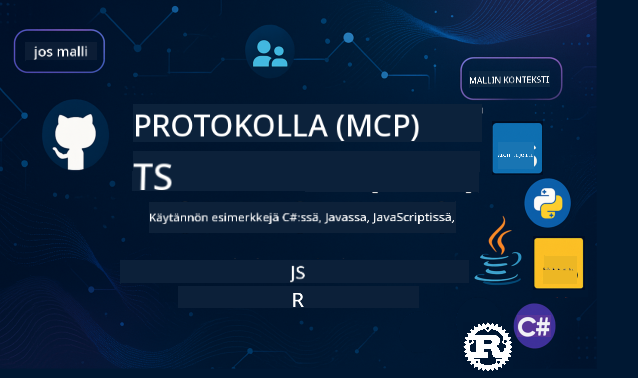 jos malli
MALLIN KONTEKSTI
PROTOKOLLA (MCP)
TS
Käytännön esimerkkejä C#:ssä, Javassa, JavaScriptissä,
JS
R
C#
R